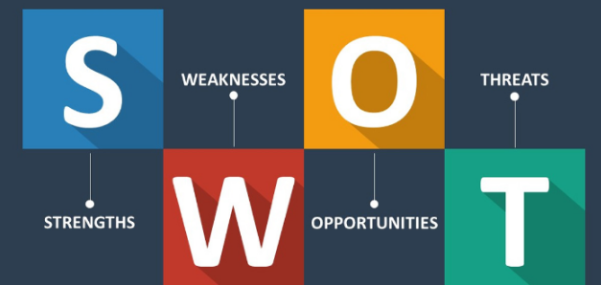 S
WEAKNESSES
O
THREATS
STRENGTHS
W
OPPORTUNITIES
T